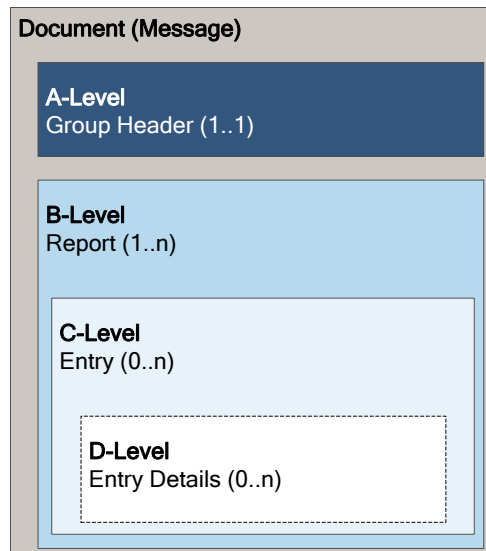 Document (Message)
A-Level
Group Header (1..1)
B-Level
Report (1..n)
C-Level
Entry (0..n)
D-Level
Entry Details (0..n)